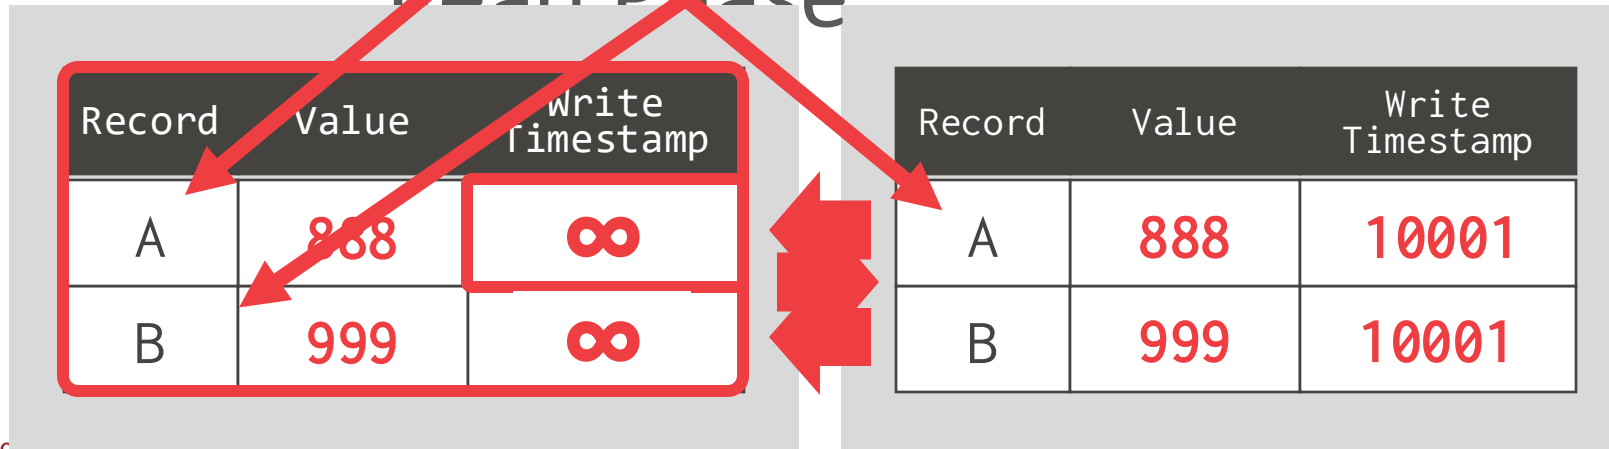 Record Value Write Timestamp
A 888 ∞
B 999 ∞
Record Value Write Timestamp
A 888 10001
B 999 10001